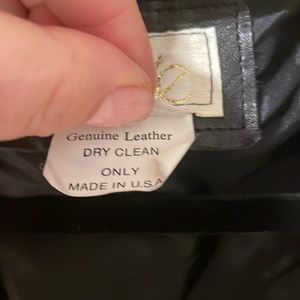 Genuine Leather
DRY CLEAN
ONLY
MADE IN U.S.A